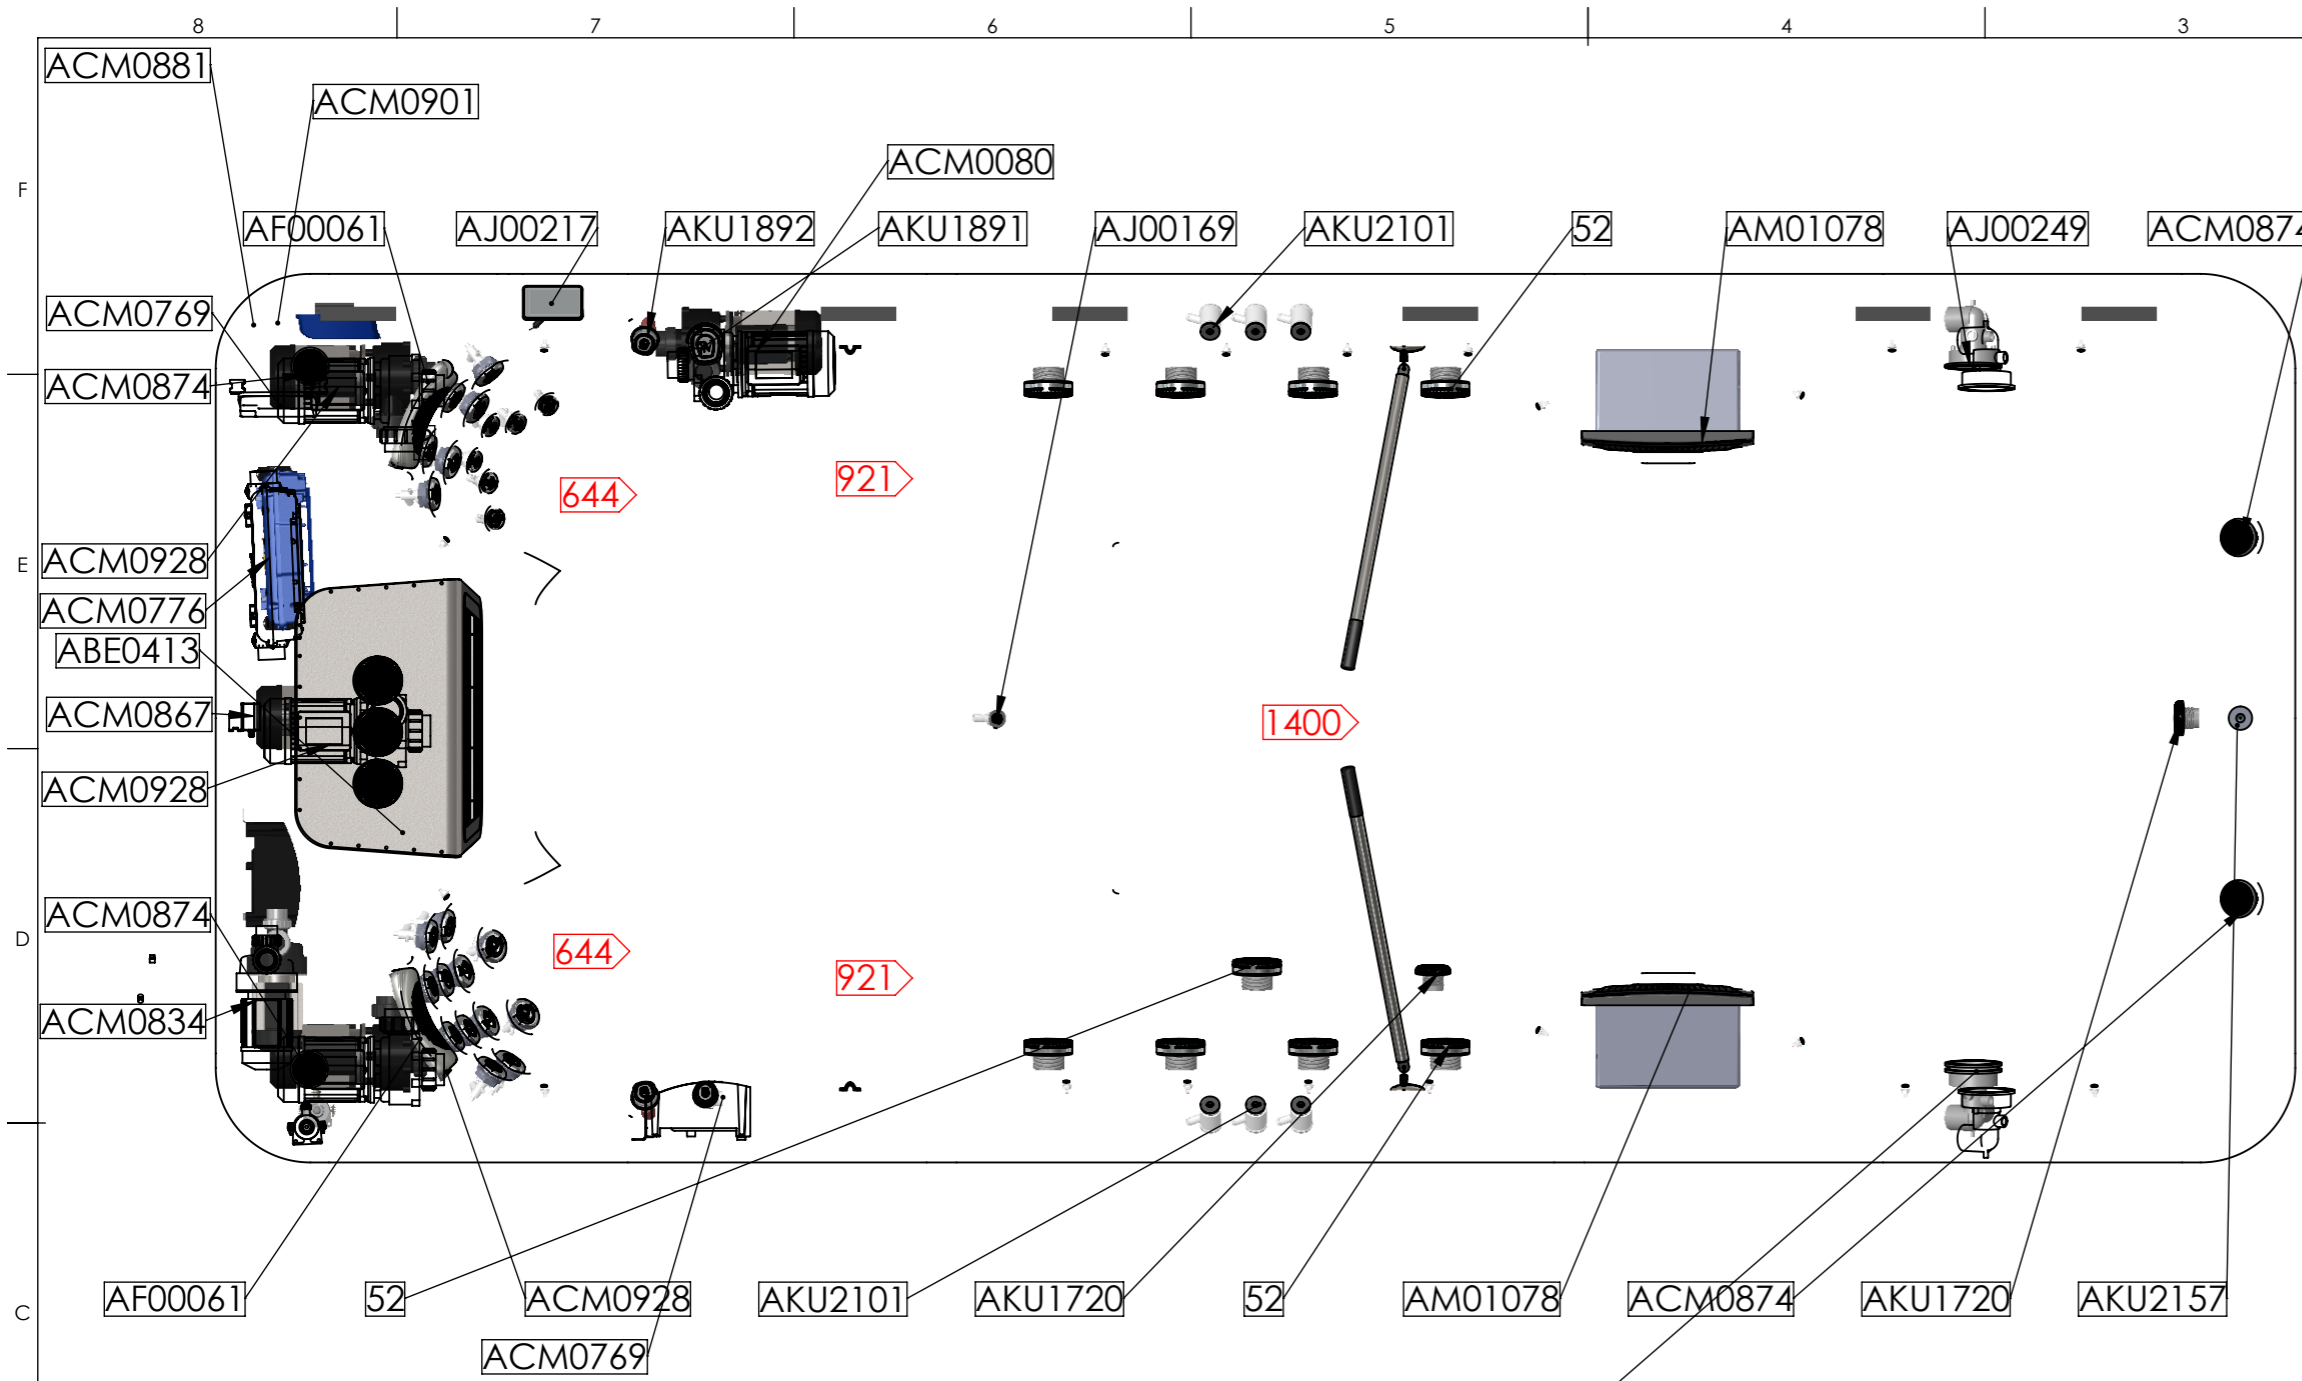 8 7 6 5 4 3
ACM0881
ACM0901
ACM0080
F
AF00061 AJ00217 AKU1892 AKU1891 AJ00169 AKU2101 52 AM01078 AJ00249 ACM0874
ACM0769
ACM0874
921
644
ACM0928
E
ACM0776
ABE0413
ACM0867
1400
ACM0928
ACM0874
D
644
921
ACM0834
AF00061 52 ACM0928 AKU2101 AKU1720 52 AM01078 ACM0874 AKU1720 AKU2157
C
ACM0769